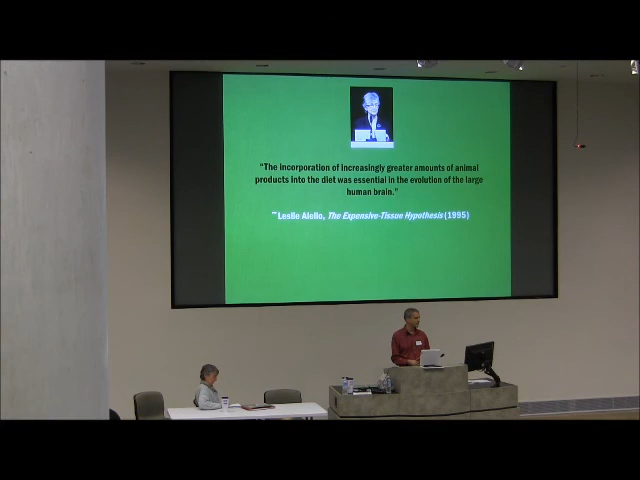 “The incorporation of increasingly greater amounts of animal
products into the diet was essential in the evolution of the large
human brain.”
—Leslie Aiello, The Expensive-Tissue Hypothesis (1995)